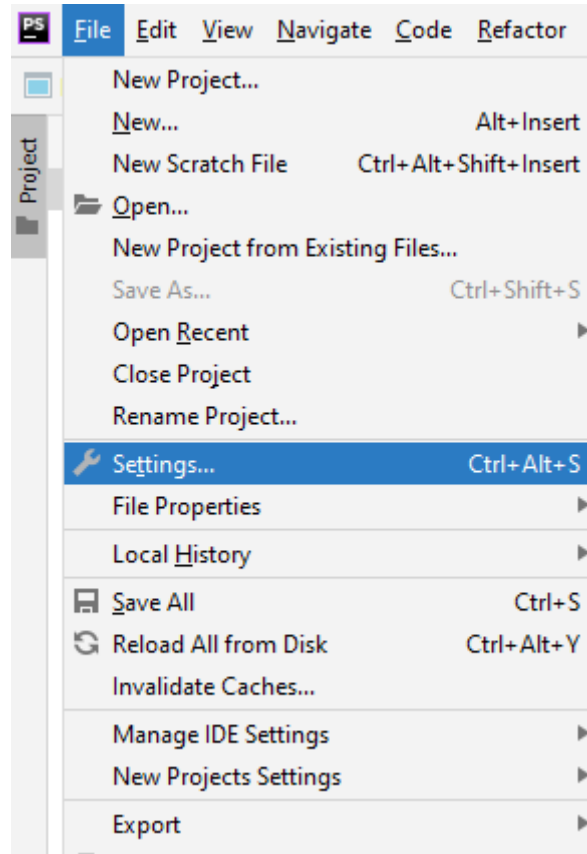 PS File Edit View Navigate Code Refactor
New Project...
New... Alt+Insert
Project
New Scratch File Ctrl+Alt+Shift+Insert
Open...
New Project from Existing Files...
Save As... Ctrl+Shift+S
Open Recent
Close Project
Rename Project...
Settings... Ctrl+Alt+S
File Properties
Local History
Save All Ctrl+S
Reload All from Disk Ctrl+Alt+Y
Invalidate Caches...
Manage IDE Settings
New Projects Settings
Export